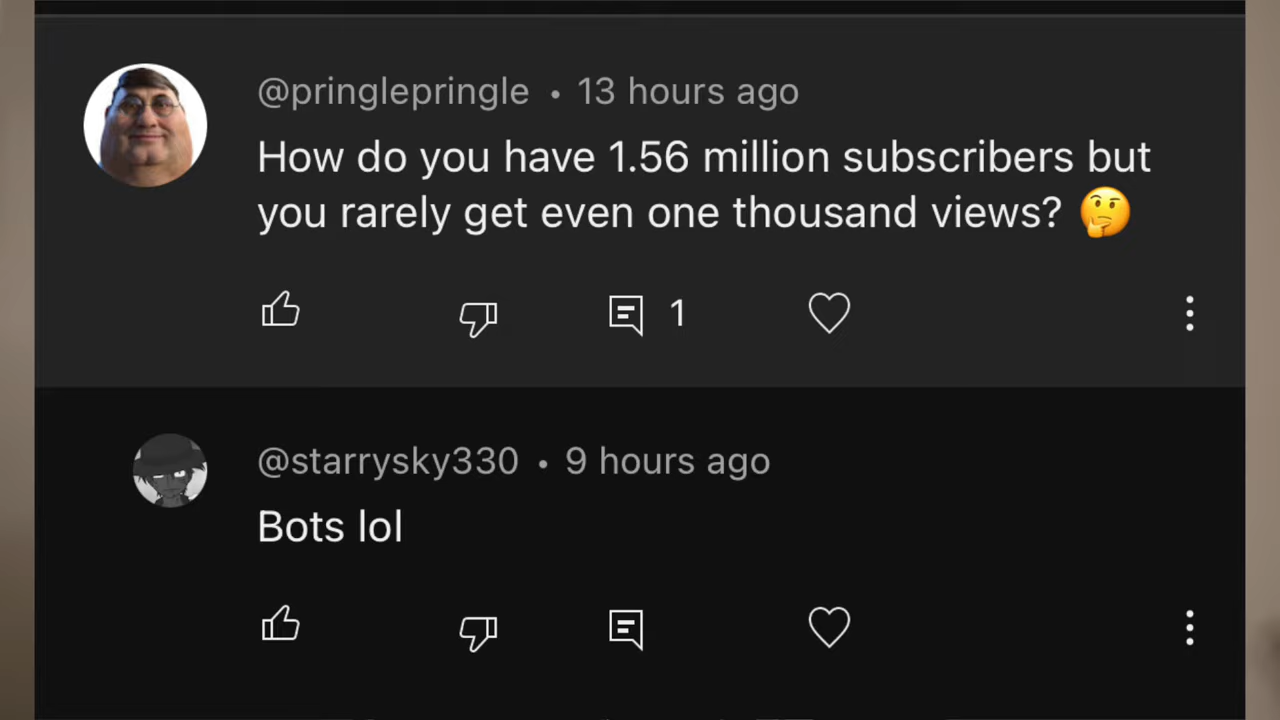 @pringlepringle • 13 hours ago
How do you have 1.56 million subscribers but
you rarely get even one thousand views? 🤔
1
@starrysky330 • 9 hours ago
Bots lol